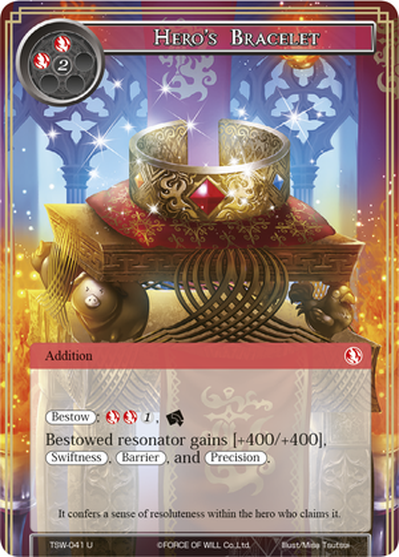 2
Hero's Bracelet
Addition
Bestow : 1 ,
Bestowed resonator gains [+400/+400],
Swiftness , Barrier , and Precision .
It confers a sense of resoluteness within the hero who claims it.
TSW-041 U ©FORCE OF WILL Co.,Ltd. Illust/Misa Tsutsui